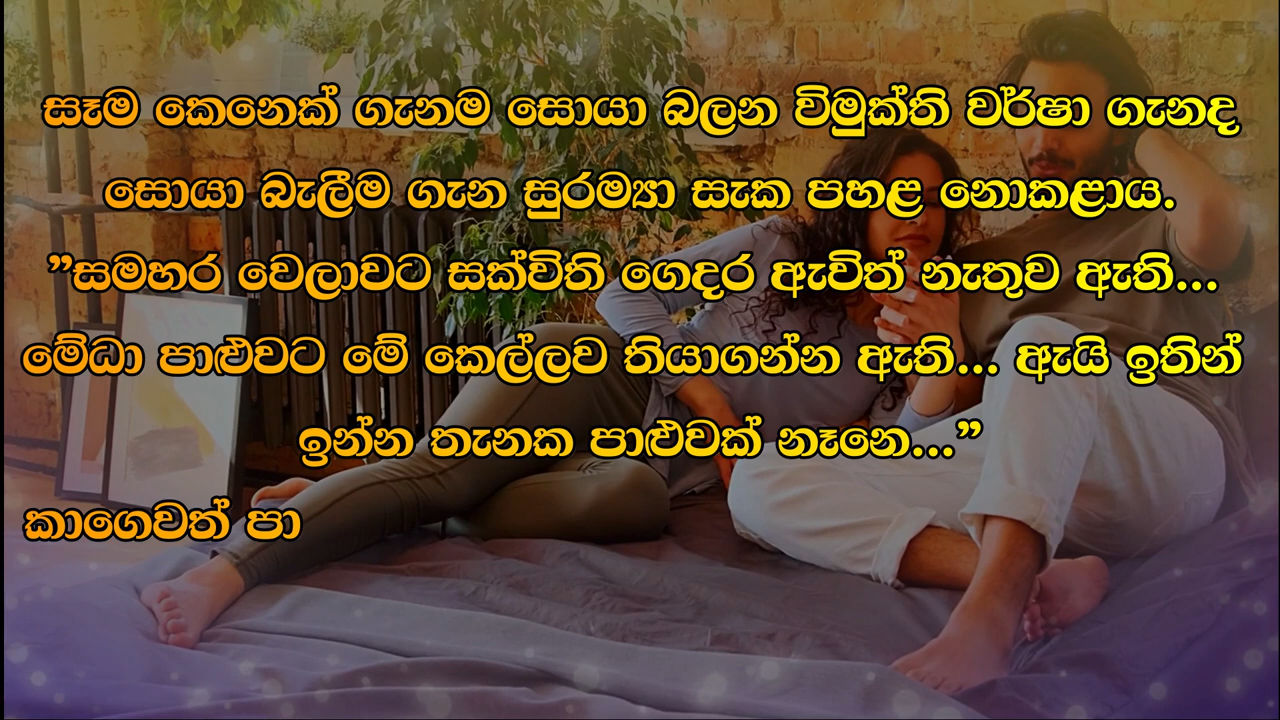 සෑම කෙනෙක් ගැනම සොයා බලන විමුක්ති වර්ෂා ගැනද
සොයා බැලීම ගැන සුරම්‍යා සැක පහළ නොකළාය.
”සමහර වෙලාවට සක්විති ගෙදර ඇවිත් නැතුව ඇති...
මේධා පාළුවට මේ කෙල්ලව තියාගන්න ඇති... ඇයි ඉතින්
ඉන්න තැනක පාළුවක් නෑනෙ...”
කාගෙවත් පා